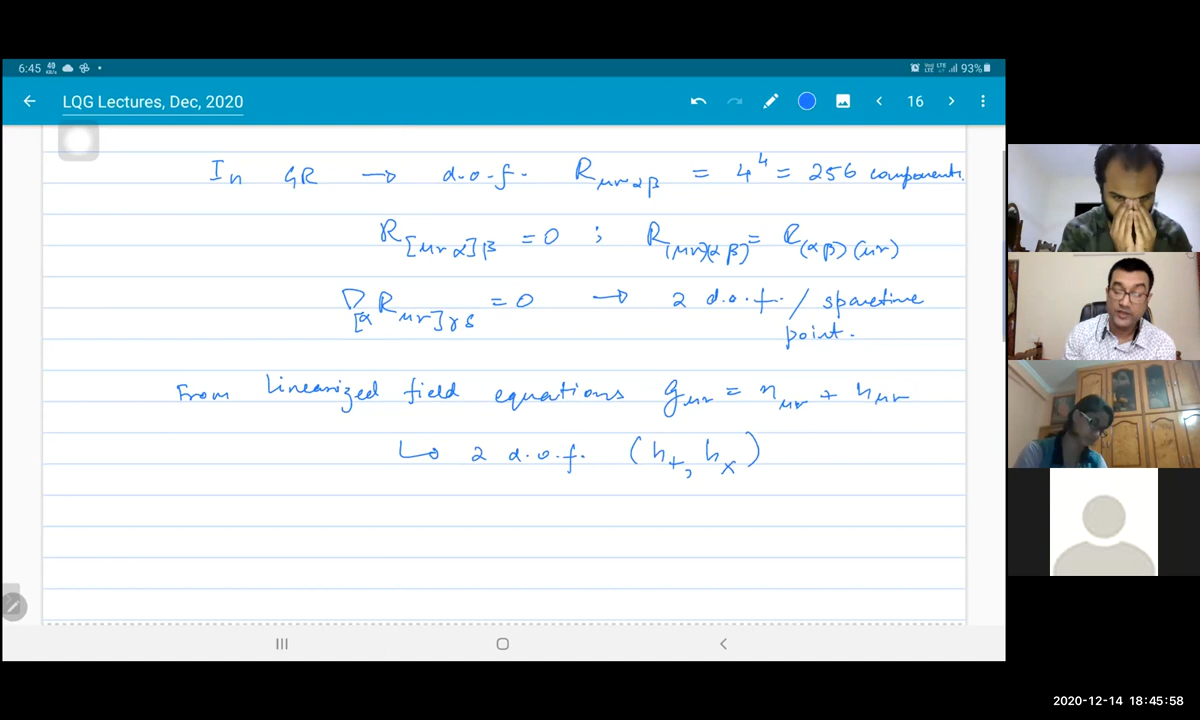 6:45 40 KB/s 93%
LQG Lectures, Dec, 2020 16
In GR → d.o.f. R_{μναβ} = 4^4 = 256 components.
R_{[μνα]β} = 0 ; R_{(μν)(αβ)} = R_{(αβ)(μν)}
∇_{[α} R_{μν]γδ} = 0 → 2 d.o.f. / spacetime
point.
From linearized field equations g_{μν} = η_{μν} + h_{μν}
↳ 2 d.o.f. (h_+, h_×)
2020-12-14 18:45:58